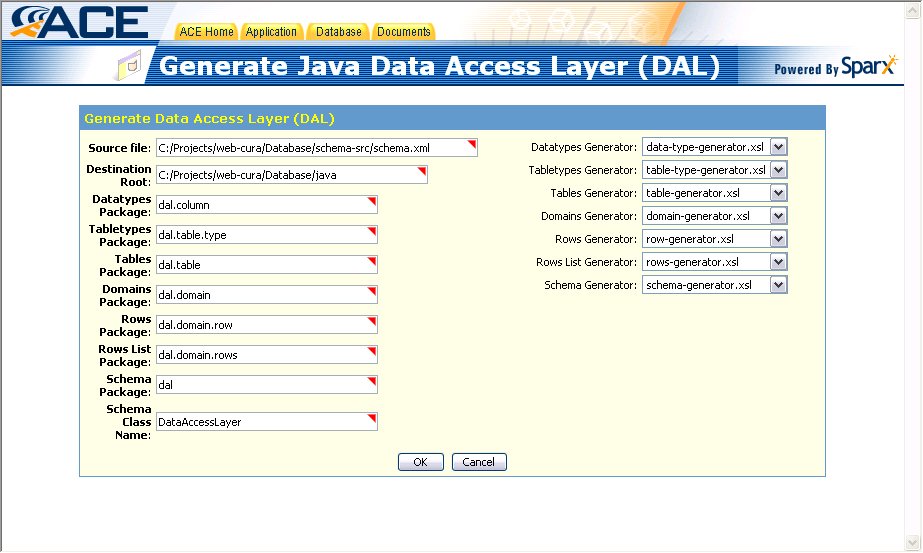 ACE
ACE Home
Application
Database
Documents
Generate Java Data Access Layer (DAL)
Powered By Sparx
Generate Data Access Layer (DAL)
Source file: C:/Projects/web-cura/Database/schema-src/schema.xml
Destination
Root: C:/Projects/web-cura/Database/java
Datatypes
Package: dal.column
Tabletypes
Package: dal.table.type
Tables
Package: dal.table
Domains
Package: dal.domain
Rows
Package: dal.domain.row
Rows List
Package: dal.domain.rows
Schema
Package: dal
Schema
Class
Name: DataAccessLayer
Datatypes Generator: data-type-generator.xsl
Tabletypes Generator: table-type-generator.xsl
Tables Generator: table-generator.xsl
Domains Generator: domain-generator.xsl
Rows Generator: row-generator.xsl
Rows List Generator: rows-generator.xsl
Schema Generator: schema-generator.xsl
OK
Cancel